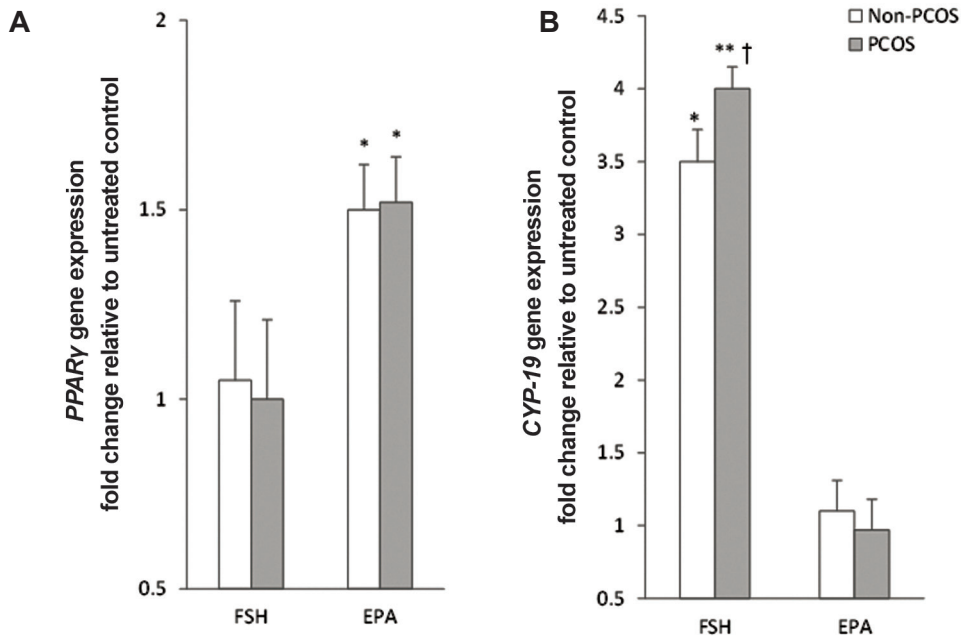 A
PPARγ gene expression
fold change relative to untreated control
2
1.5
1
0.5
*
*
FSH
EPA
B
CYP-19 gene expression
fold change relative to untreated control
4.5
4
3.5
3
2.5
2
1.5
1
0.5
*
** †
FSH
EPA
Non-PCOS
PCOS